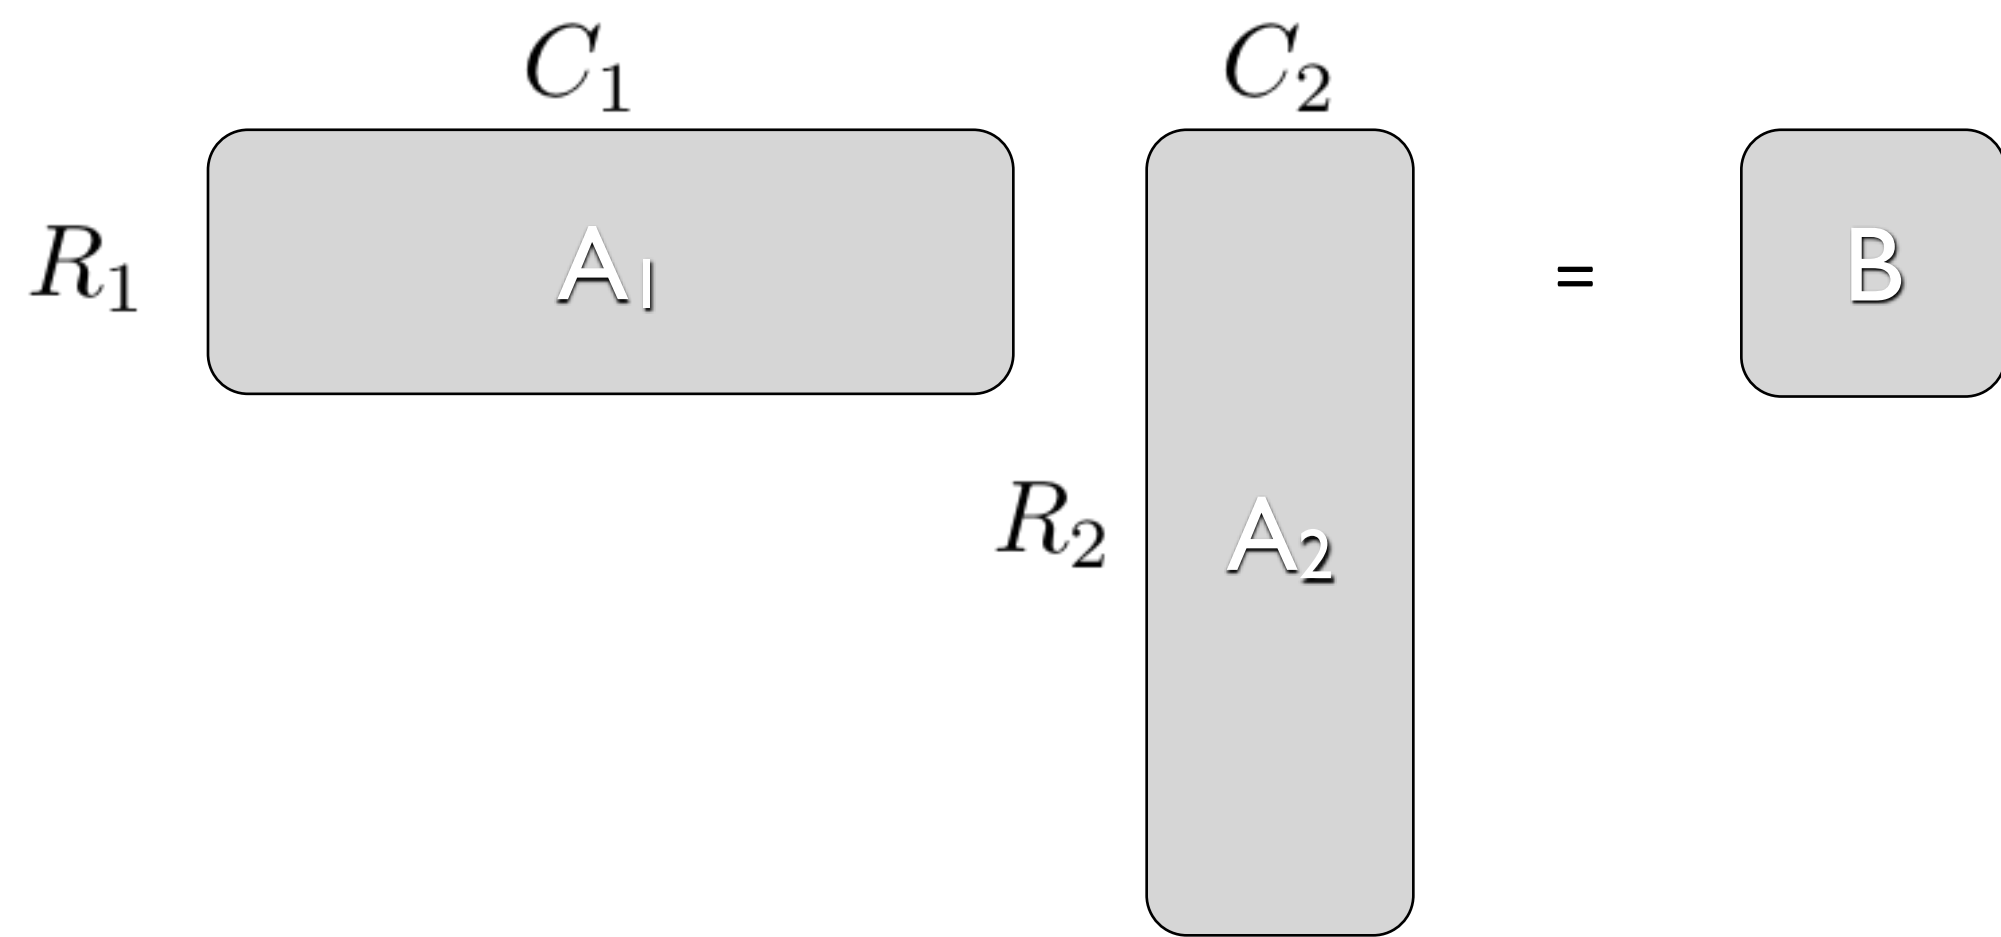 C₁ C₂
R₁ A₁ = B
R₂ A₂